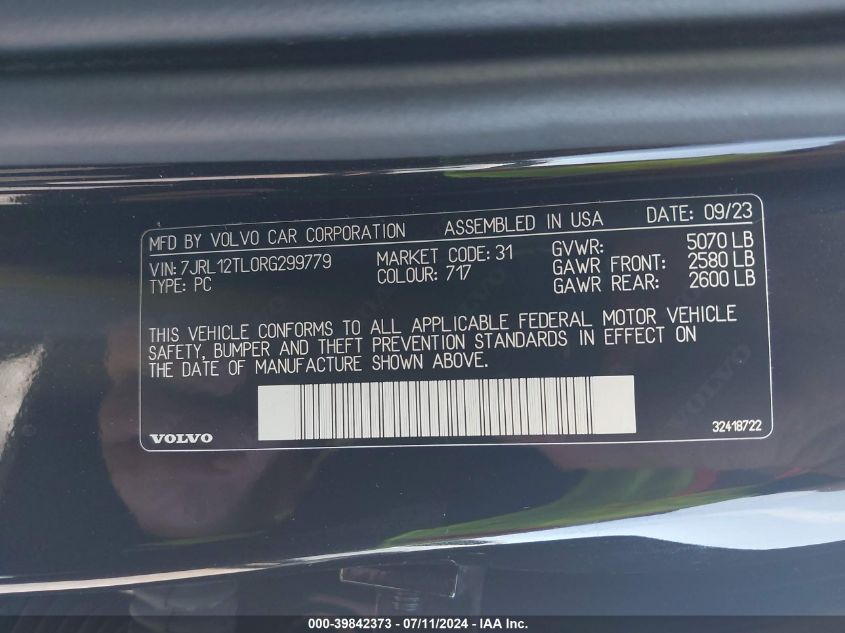 MFD BY VOLVO CAR CORPORATION ASSEMBLED IN USA DATE: 09/23
VIN: 7JRL12TL0RG299779 MARKET CODE: 31 GVWR: 5070 LB
TYPE: PC COLOUR: 717 GAWR FRONT: 2580 LB
GAWR REAR: 2600 LB
THIS VEHICLE CONFORMS TO ALL APPLICABLE FEDERAL MOTOR VEHICLE
SAFETY, BUMPER AND THEFT PREVENTION STANDARDS IN EFFECT ON
THE DATE OF MANUFACTURE SHOWN ABOVE.
VOLVO 32418722
000-39842373 - 07/11/2024 - IAA Inc.